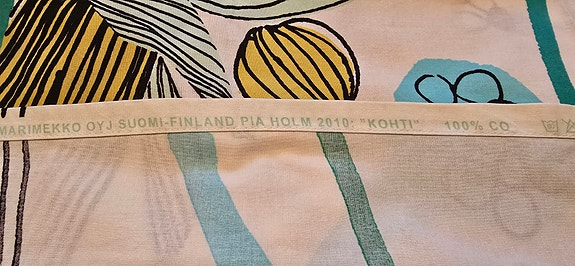 MARIMEKKO OYJ SUOMI-FINLAND PIA HOLM 2010: "KOHTI" 100% CO